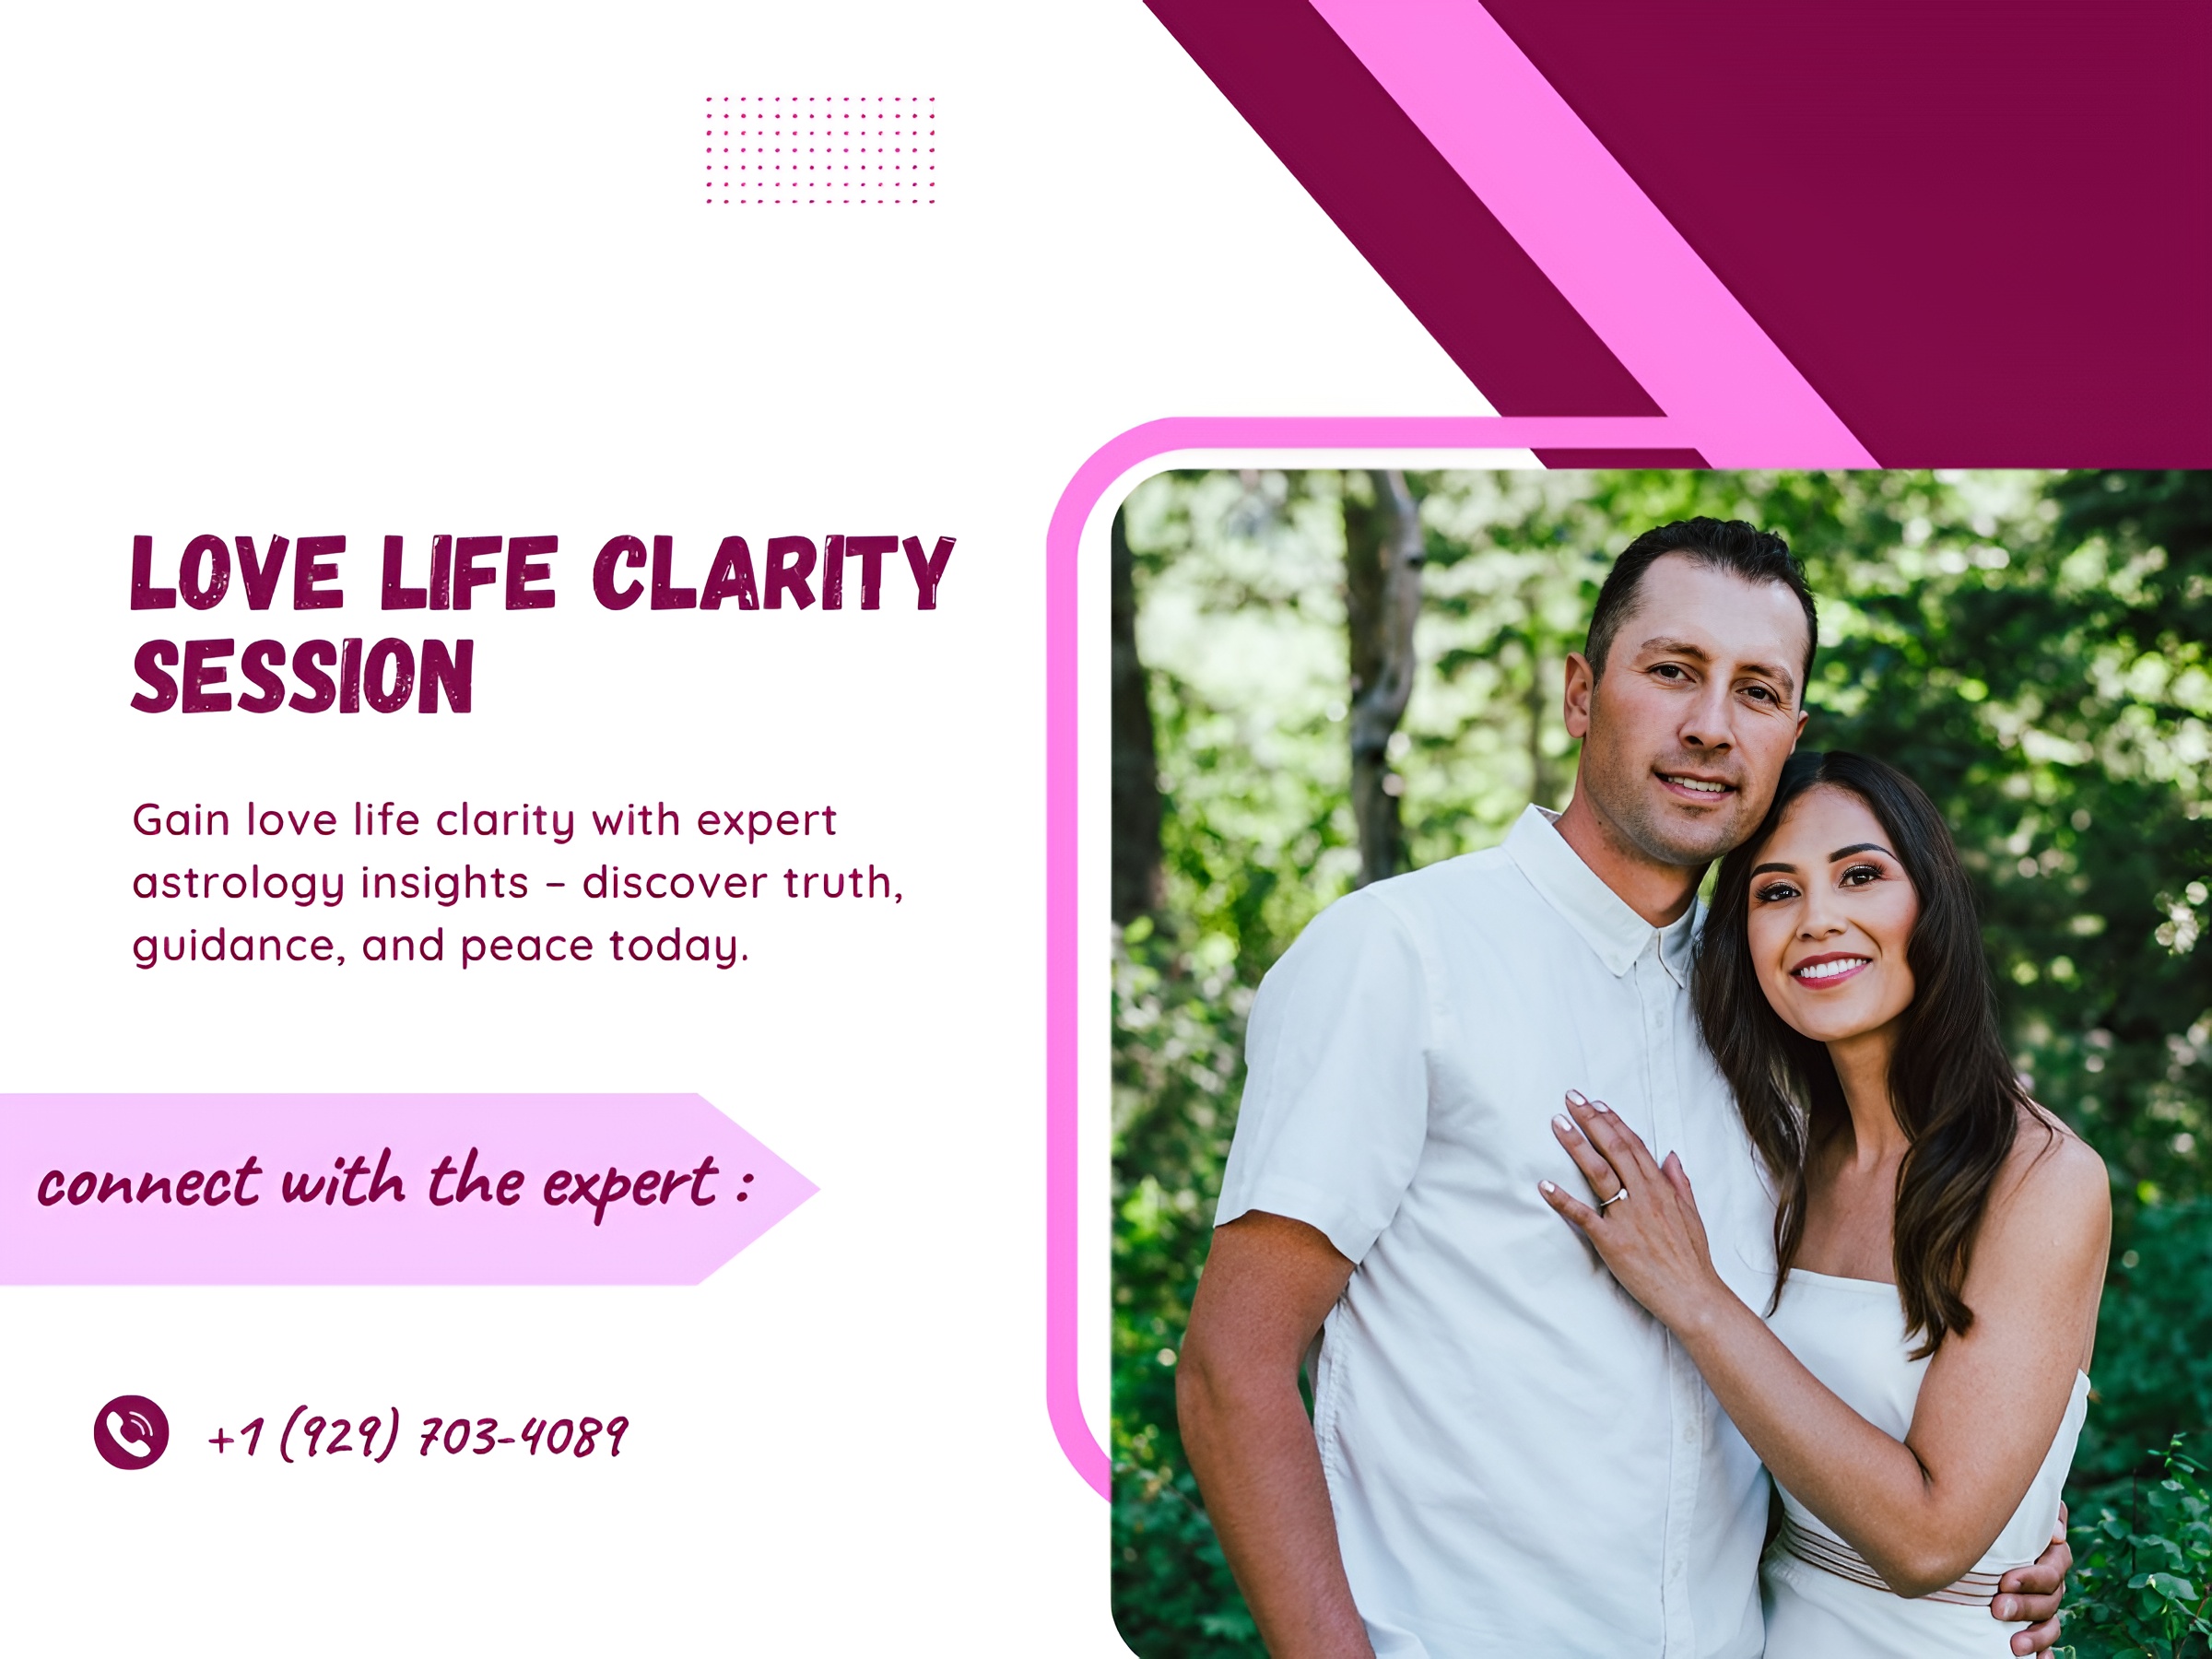 LOVE LIFE CLARITY
SESSION
Gain love life clarity with expert
astrology insights – discover truth,
guidance, and peace today.
connect with the expert :
+1 (929) 703-4089